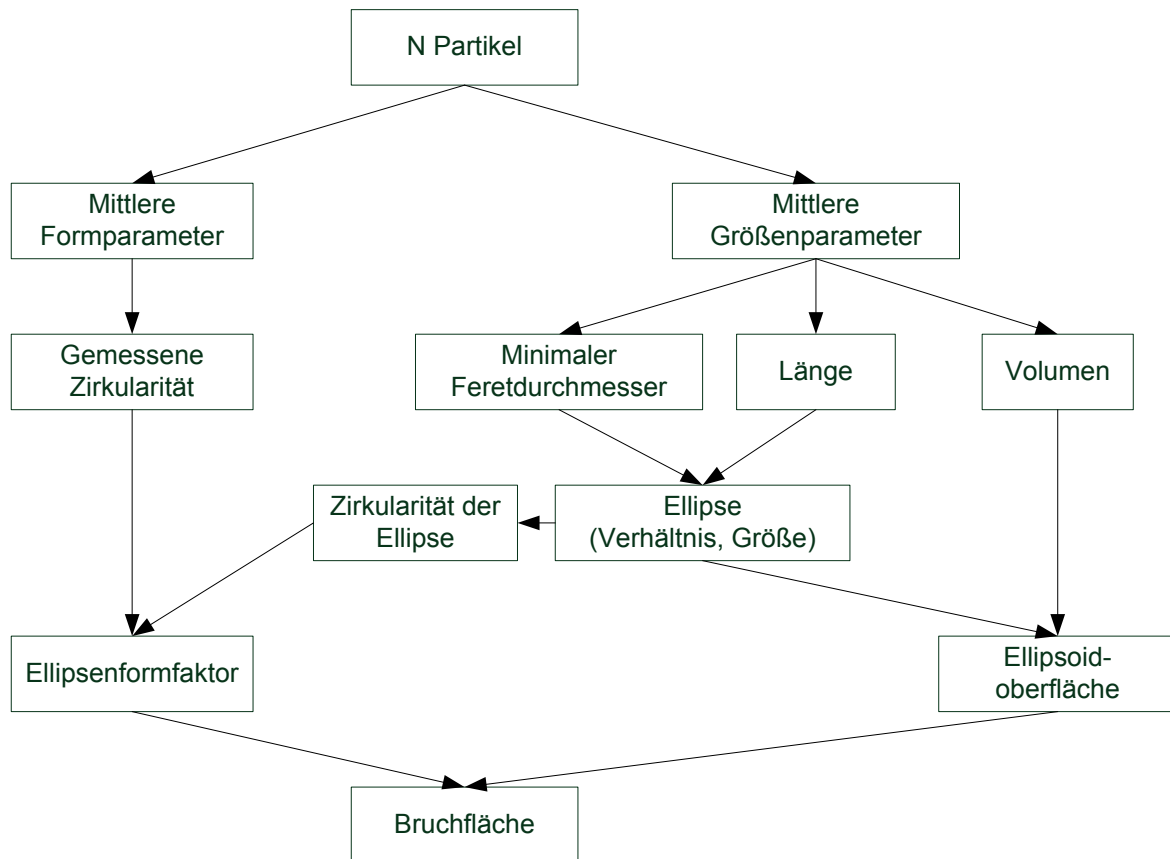 N Partikel
Mittlere
Formparameter
Mittlere
Größenparameter
Gemessene
Zirkularität
Minimaler
Feretdurchmesser
Länge
Volumen
Zirkularität der
Ellipse
Ellipse
(Verhältnis, Größe)
Ellipsenformfaktor
Ellipsoid-
oberfläche
Bruchfläche